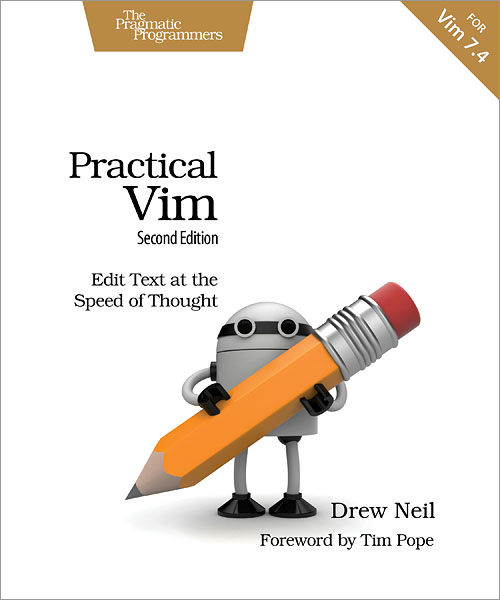 The
Pragmatic
Programmers
FOR
Vim 7.4
Practical
Vim
Second Edition
Edit Text at the
Speed of Thought
Drew Neil
Foreword by Tim Pope